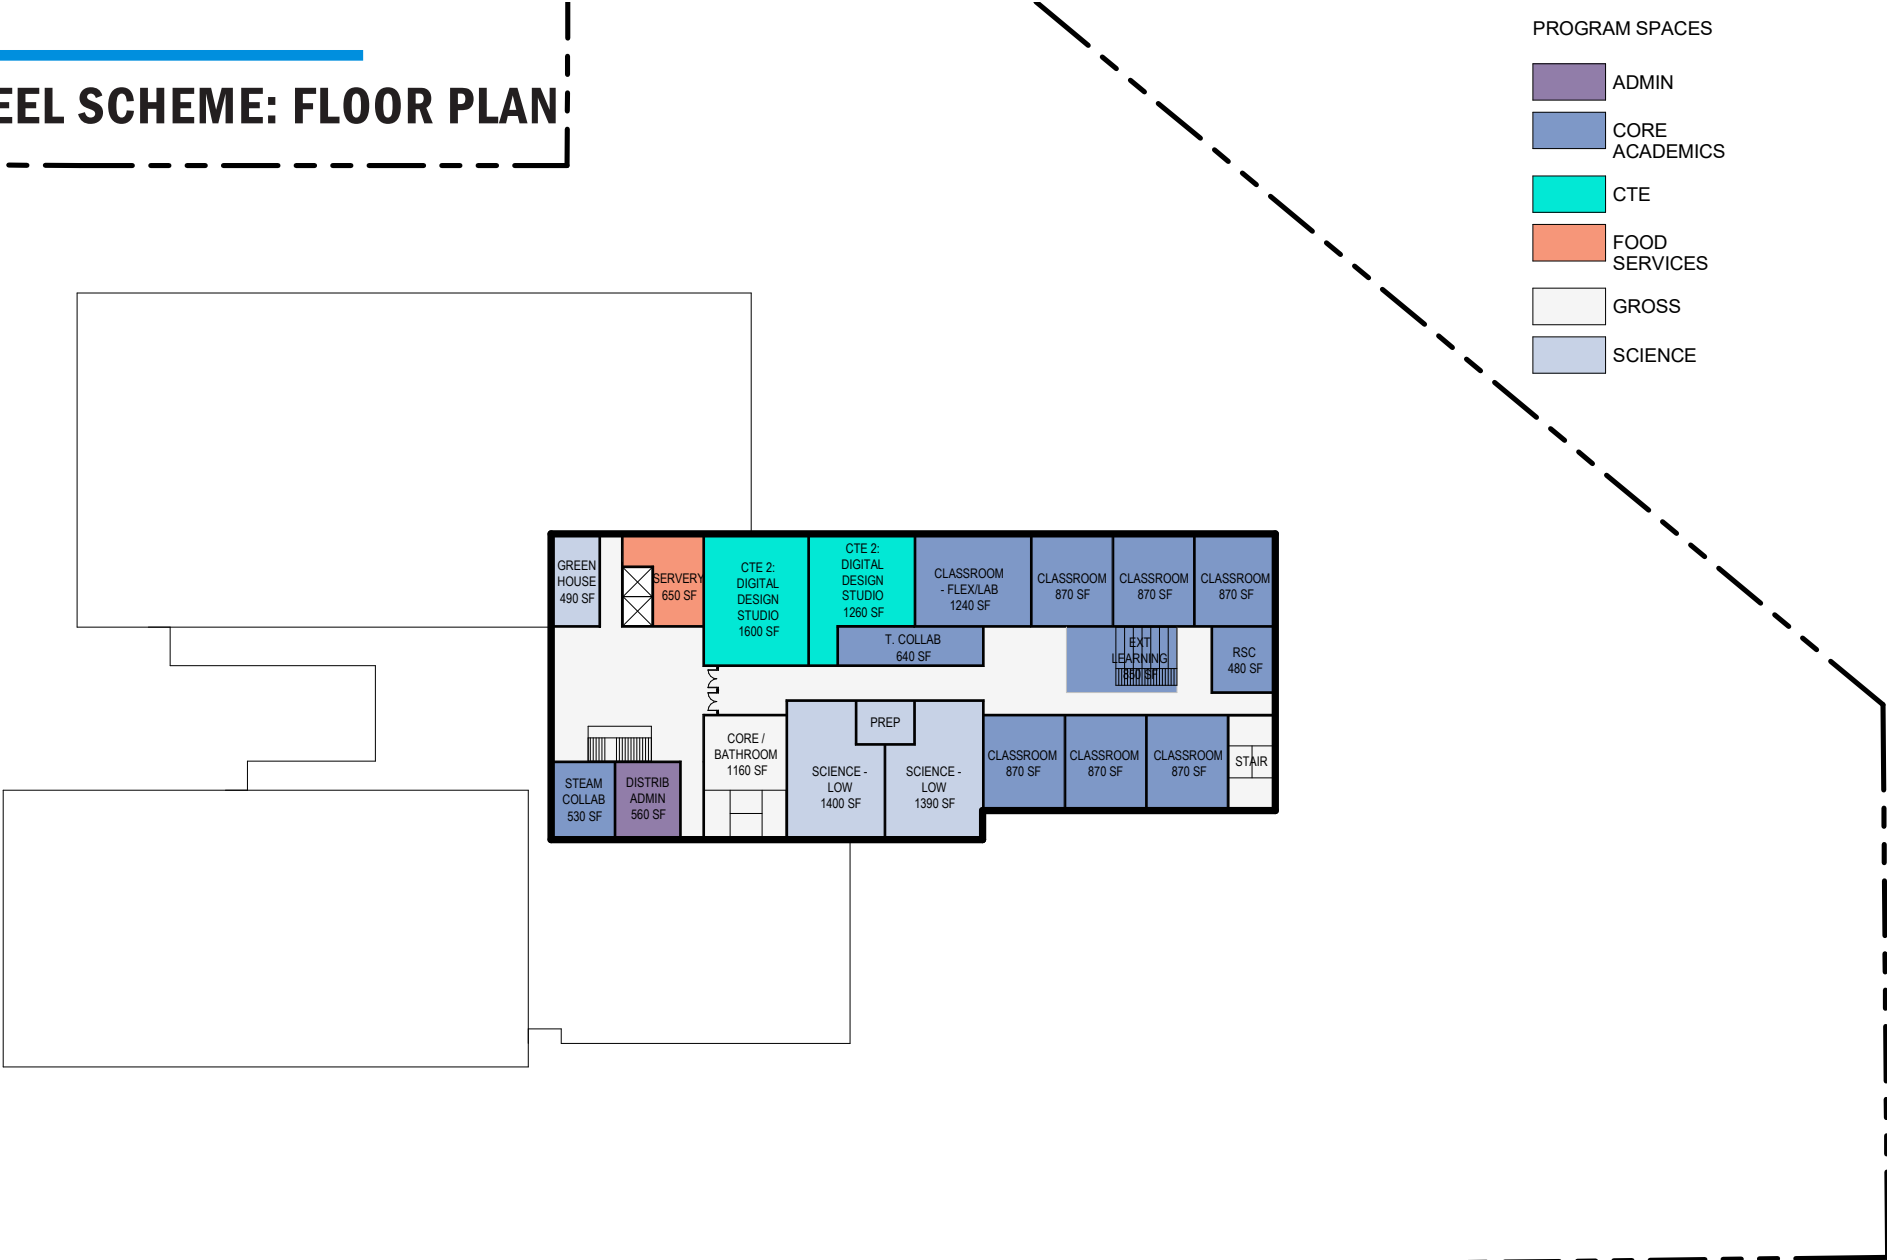 EEL SCHEME: FLOOR PLAN
PROGRAM SPACES
ADMIN
CORE
ACADEMICS
CTE
FOOD
SERVICES
GROSS
SCIENCE
GREEN
HOUSE
490 SF
SERVERY
650 SF
CTE 2:
DIGITAL
DESIGN
STUDIO
1600 SF
CTE 2:
DIGITAL
DESIGN
STUDIO
1260 SF
CLASSROOM
- FLEX/LAB
1240 SF
CLASSROOM
870 SF
CLASSROOM
870 SF
CLASSROOM
870 SF
T. COLLAB
640 SF
EXT
LEARNING
850 SF
RSC
480 SF
STEAM
COLLAB
530 SF
DISTRIB
ADMIN
560 SF
CORE /
BATHROOM
1160 SF
SCIENCE -
LOW
1400 SF
PREP
SCIENCE -
LOW
1390 SF
CLASSROOM
870 SF
CLASSROOM
870 SF
CLASSROOM
870 SF
STAIR